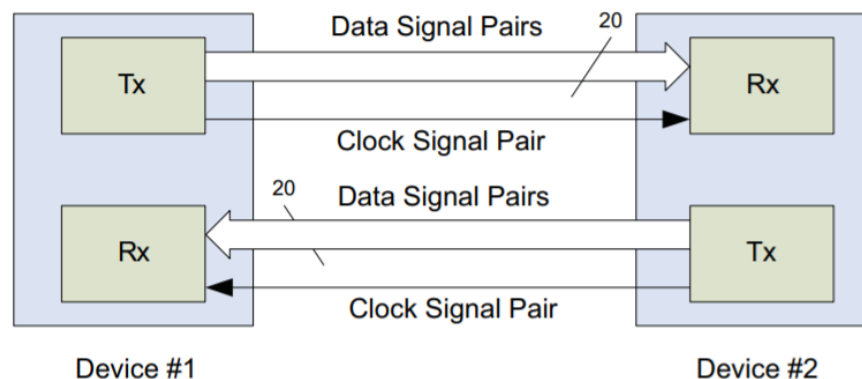 Data Signal Pairs
20
Tx
Rx
Clock Signal Pair
20
Data Signal Pairs
Rx
Tx
Clock Signal Pair
Device #1
Device #2